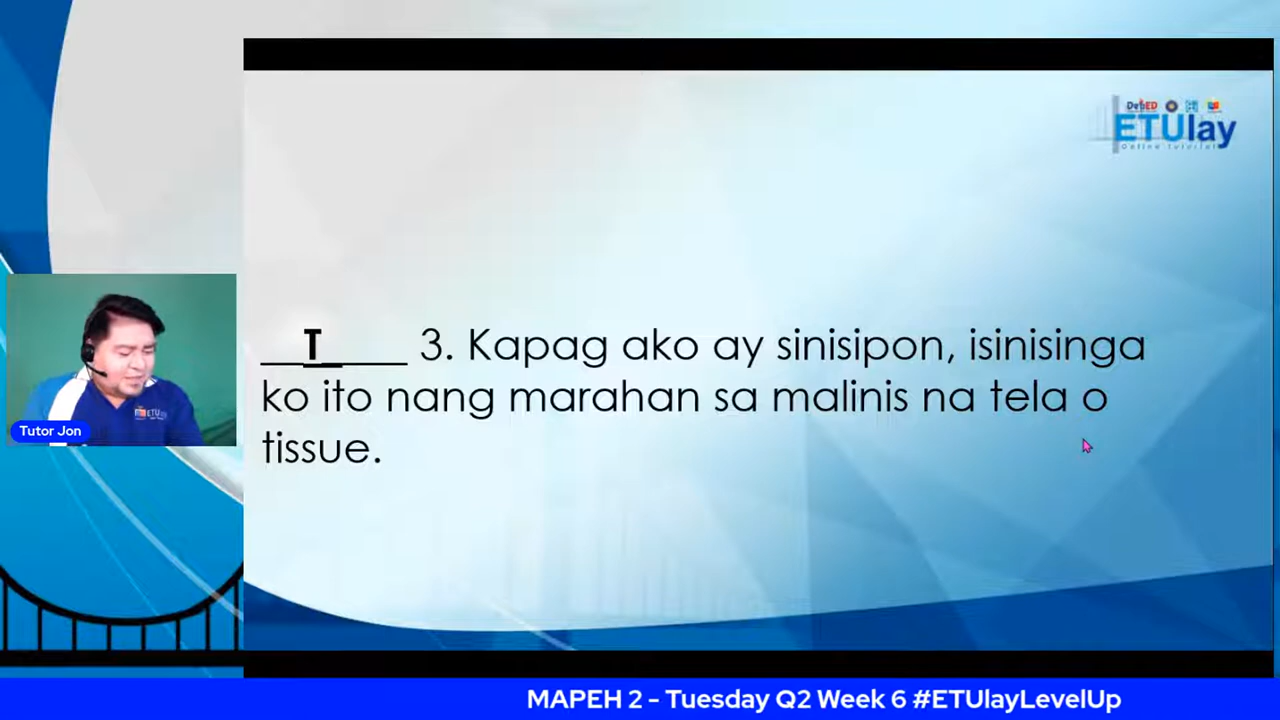 DepED
ETUlay
Online Tutorial
__T____ 3. Kapag ako ay sinisipon, isinisinga
ko ito nang marahan sa malinis na tela o
tissue.
ETU
Tutor Jon
MAPEH 2 - Tuesday Q2 Week 6 #ETUlayLevelUp